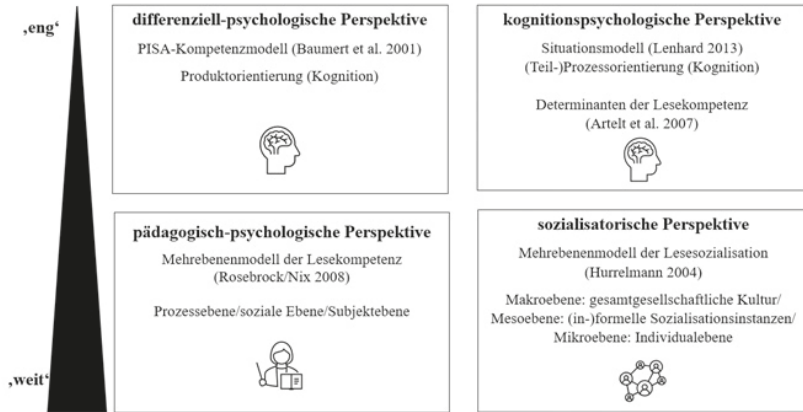 ‚eng‘
differenziell-psychologische Perspektive
PISA-Kompetenzmodell (Baumert et al. 2001)
Produktorientierung (Kognition)
kognitionspsychologische Perspektive
Situationsmodell (Lenhard 2013)
(Teil-)Prozessorientierung (Kognition)
Determinanten der Lesekompetenz
(Artelt et al. 2007)
pädagogisch-psychologische Perspektive
Mehrebenenmodell der Lesekompetenz
(Rosebrock/Nix 2008)
Prozessebene/soziale Ebene/Subjektebene
sozialisatorische Perspektive
Mehrebenenmodell der Lesesozialisation
(Hurrelmann 2004)
Makroebene: gesamtgesellschaftliche Kultur/
Mesoebene: (in-)formelle Sozialisationsinstanzen/
Mikroebene: Individualebene
‚weit‘